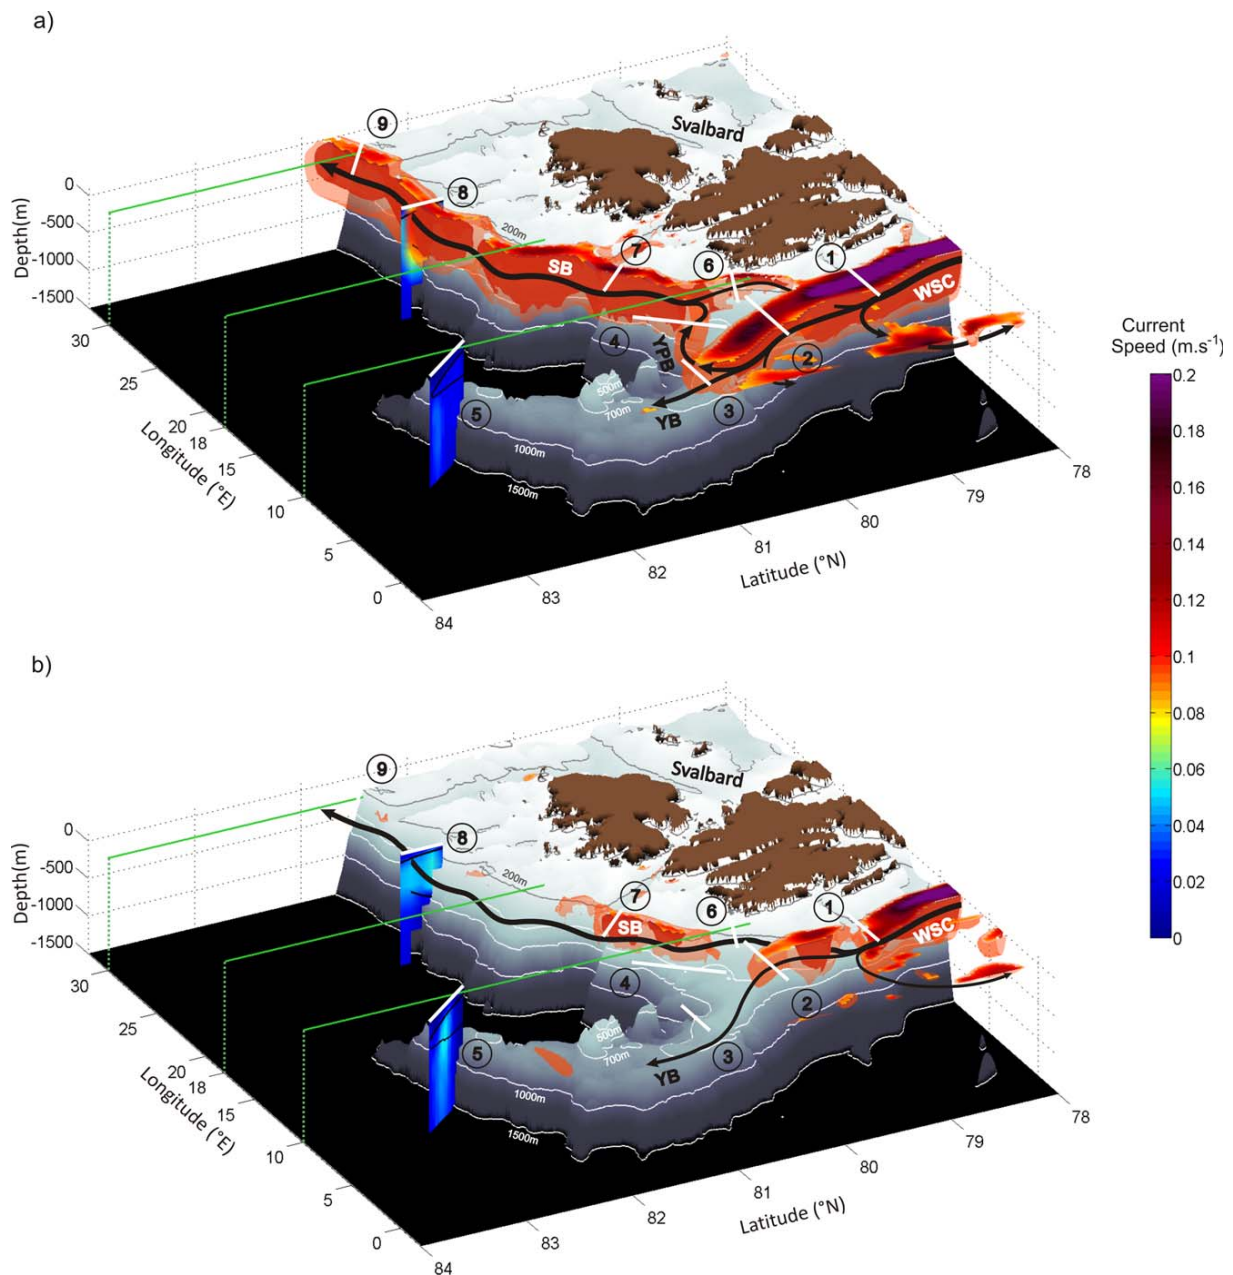 a)
Svalbard
9
8
0
-500
-1000
-1500
Depth(m)
200m
7
1
SB
6
WSC
30
4
YPB
2
25
500m
700m
3
5
YB
20
18
1000m
15
Longitude (°E)
1500m
10
78
79
5
80
81
0
82
Latitude (°N)
83
84
Current
Speed (m.s-1)
0.2
0.18
0.16
0.14
0.12
0.1
0.08
0.06
0.04
0.02
0
b)
Svalbard
9
8
0
-500
-1000
-1500
Depth(m)
200m
7
1
SB
6
WSC
30
4
2
25
500m
700m
3
5
YB
20
18
1000m
15
Longitude (°E)
1500m
10
78
79
5
80
81
0
82
Latitude (°N)
83
84